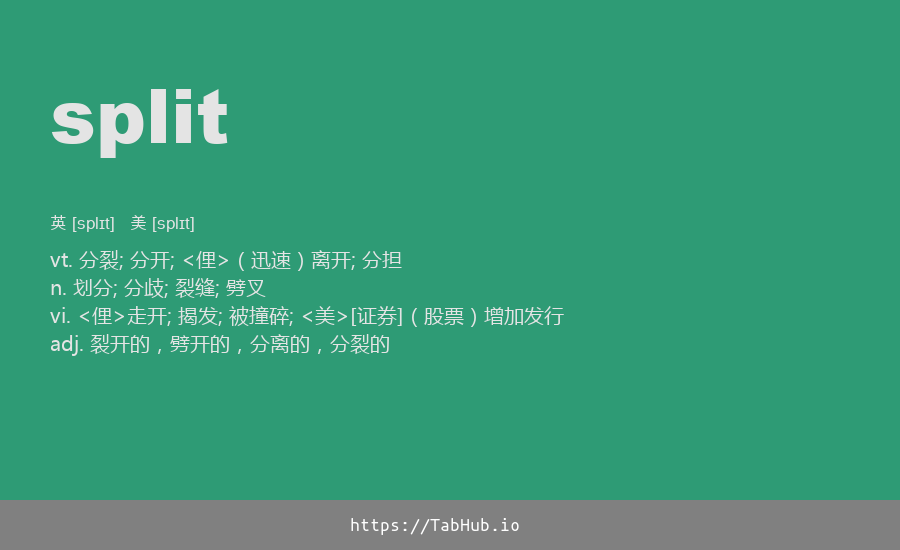 split
英 [splɪt] 美 [splɪt]
vt. 分裂; 分开; <俚>（迅速）离开; 分担
n. 划分; 分歧; 裂缝; 劈叉
vi. <俚>走开; 揭发; 被撞碎; <美>[证券]（股票）增加发行
adj. 裂开的，劈开的，分离的，分裂的
https://TabHub.io